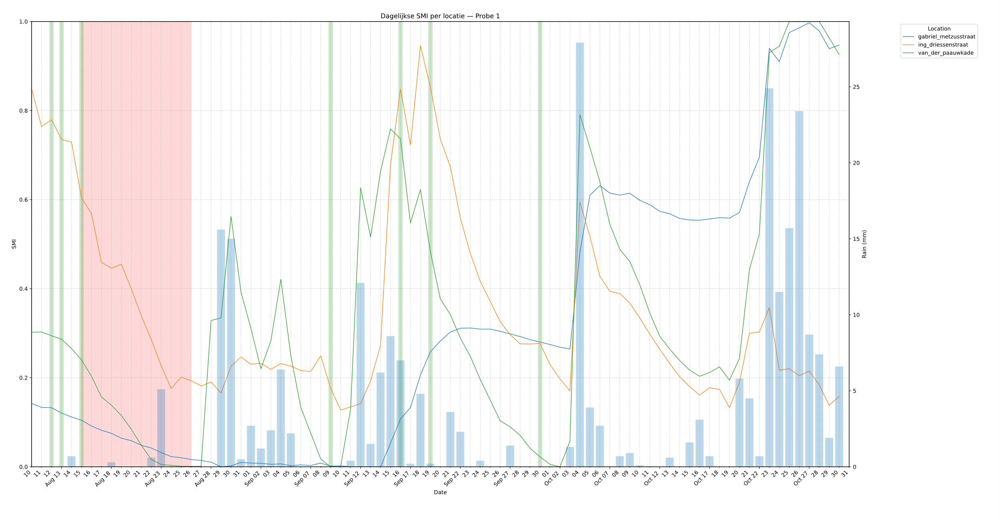 Dagelijkse SMI per locatie — Probe 1
Location
gabriel_metzusstraat
ing_driessenstraat
van_der_paauwkade
SMI
1.0
0.8
0.6
0.4
0.2
0.0
Rain (mm)
25
20
15
10
5
0
10 11 12 Aug 13 14 15 16 17 Aug 18 19 20 21 22 Aug 23 24 25 26 27 Aug 28 29 30 31 01 Sep 02 03 04 05 06 Sep 07 08 09 10 11 Sep 12 13 14 15 16 Sep 17 18 19 20 21 Sep 22 23 24 25 26 Sep 27 28 29 30 01 Oct 02 03 04 05 06 Oct 07 08 09 10 11 Oct 12 13 14 15 16 Oct 17 18 19 20 21 Oct 22 23 24 25 26 Oct 27 28 29 30 31
Date